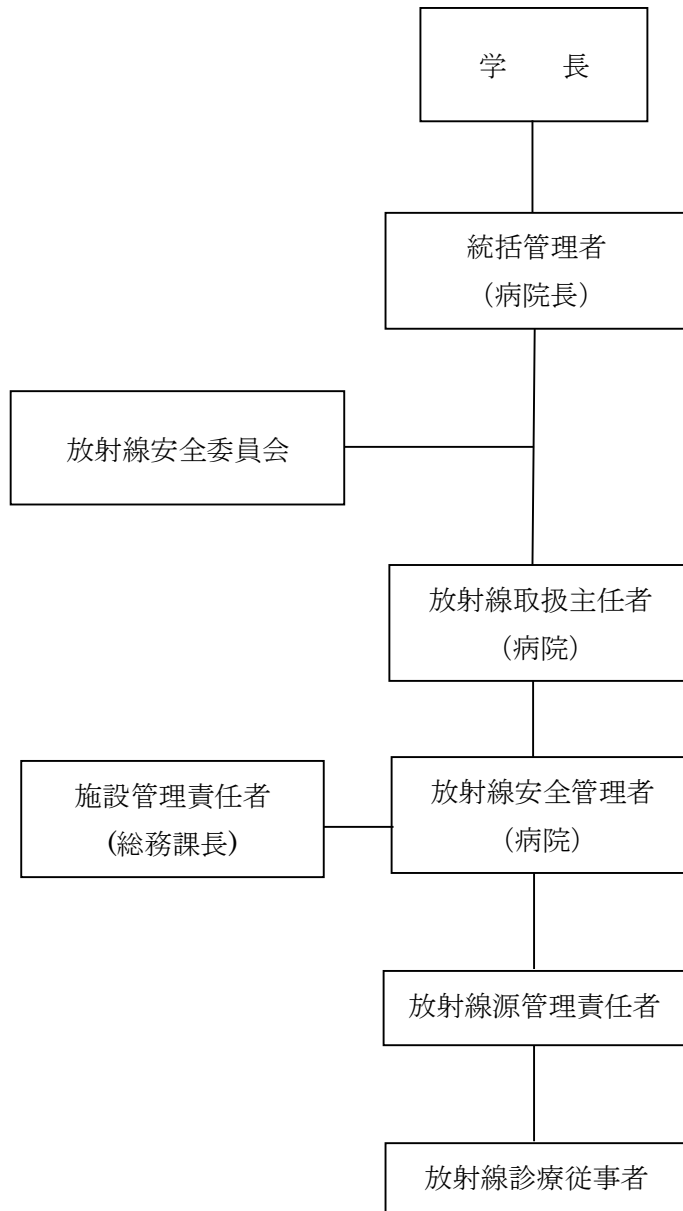 学　　長
統括管理者
（病院長）
放射線安全委員会
放射線取扱主任者
（病院）
施設管理責任者
(総務課長)
放射線安全管理者
（病院）
放射線源管理責任者
放射線診療従事者